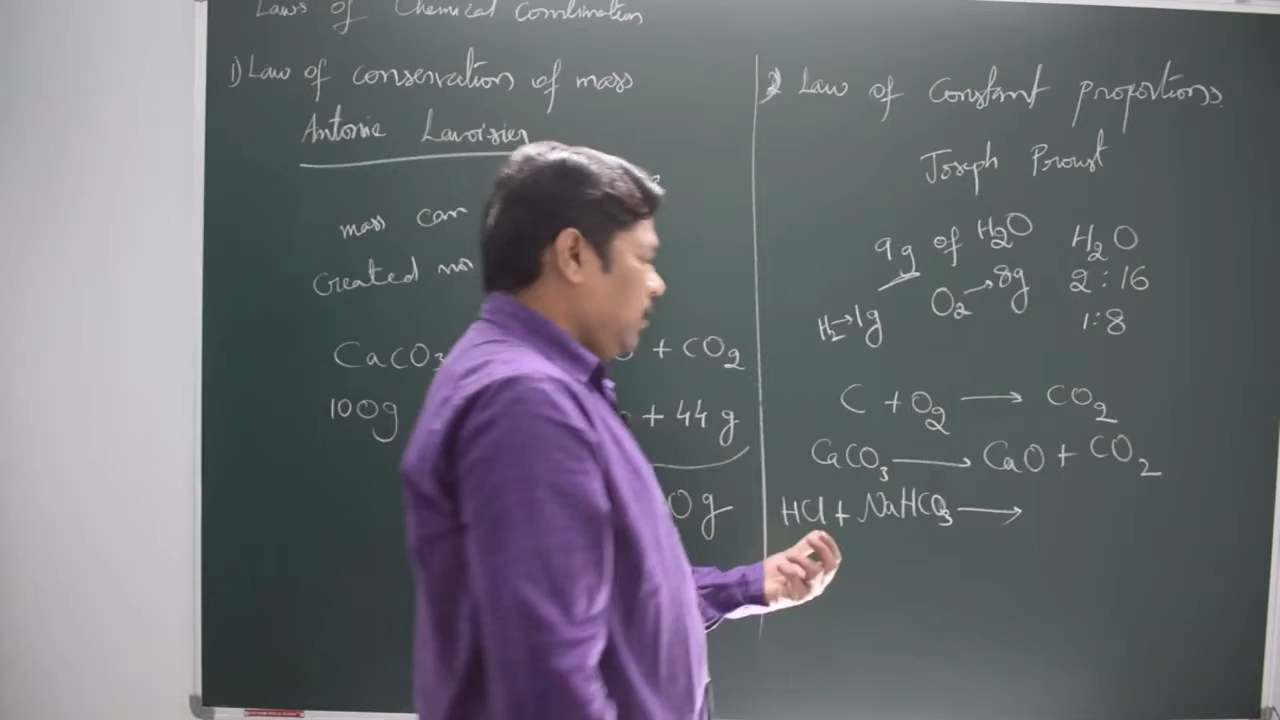 Laws of Chemical Combination
1) Law of conservation of mass
Antonie Lavoisier
mass can
created no
CaCO3 + CO2
100g + 44 g
0g
2 Law of Constant proportions.
Joseph Proust
9g of H2O H2O
H2→1g O2→8g 2:16
1:8
C + O2 → CO2
CaCO3 → CaO + CO2
HCl + NaHCO3 →